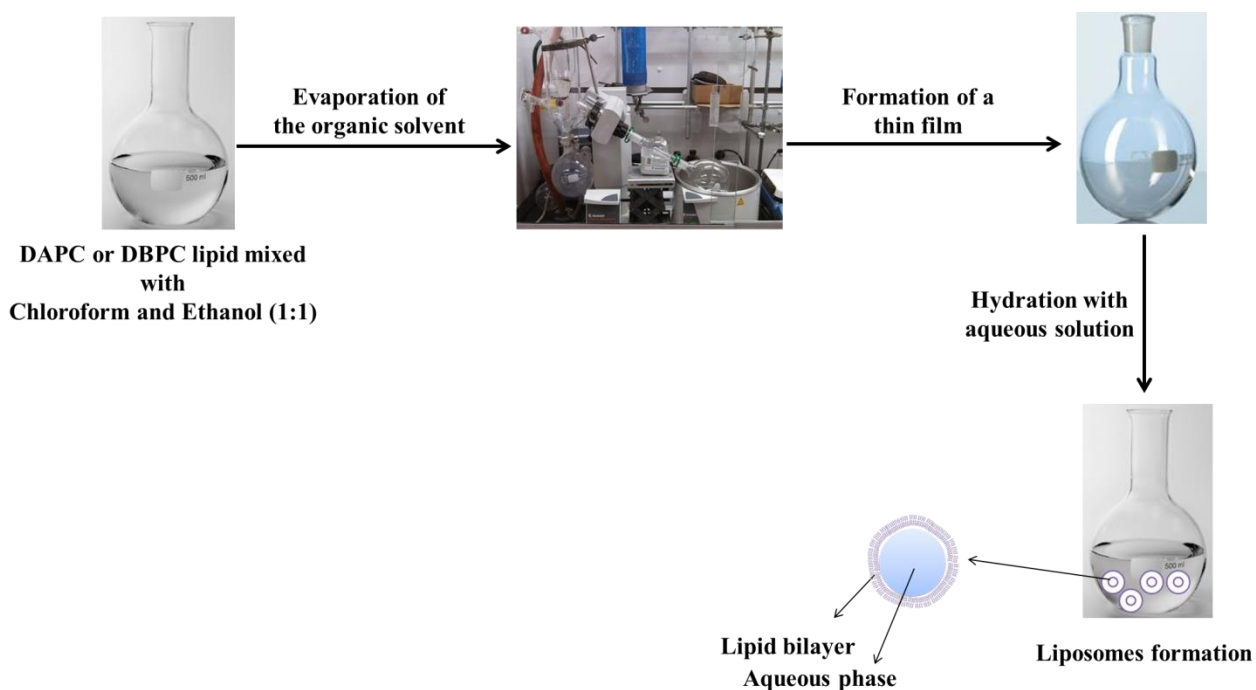 500 ml
DAPC or DBPC lipid mixed
with
Chloroform and Ethanol (1:1)
Evaporation of
the organic solvent
Formation of a
thin film
Hydration with
aqueous solution
500 ml
Liposomes formation
Lipid bilayer
Aqueous phase